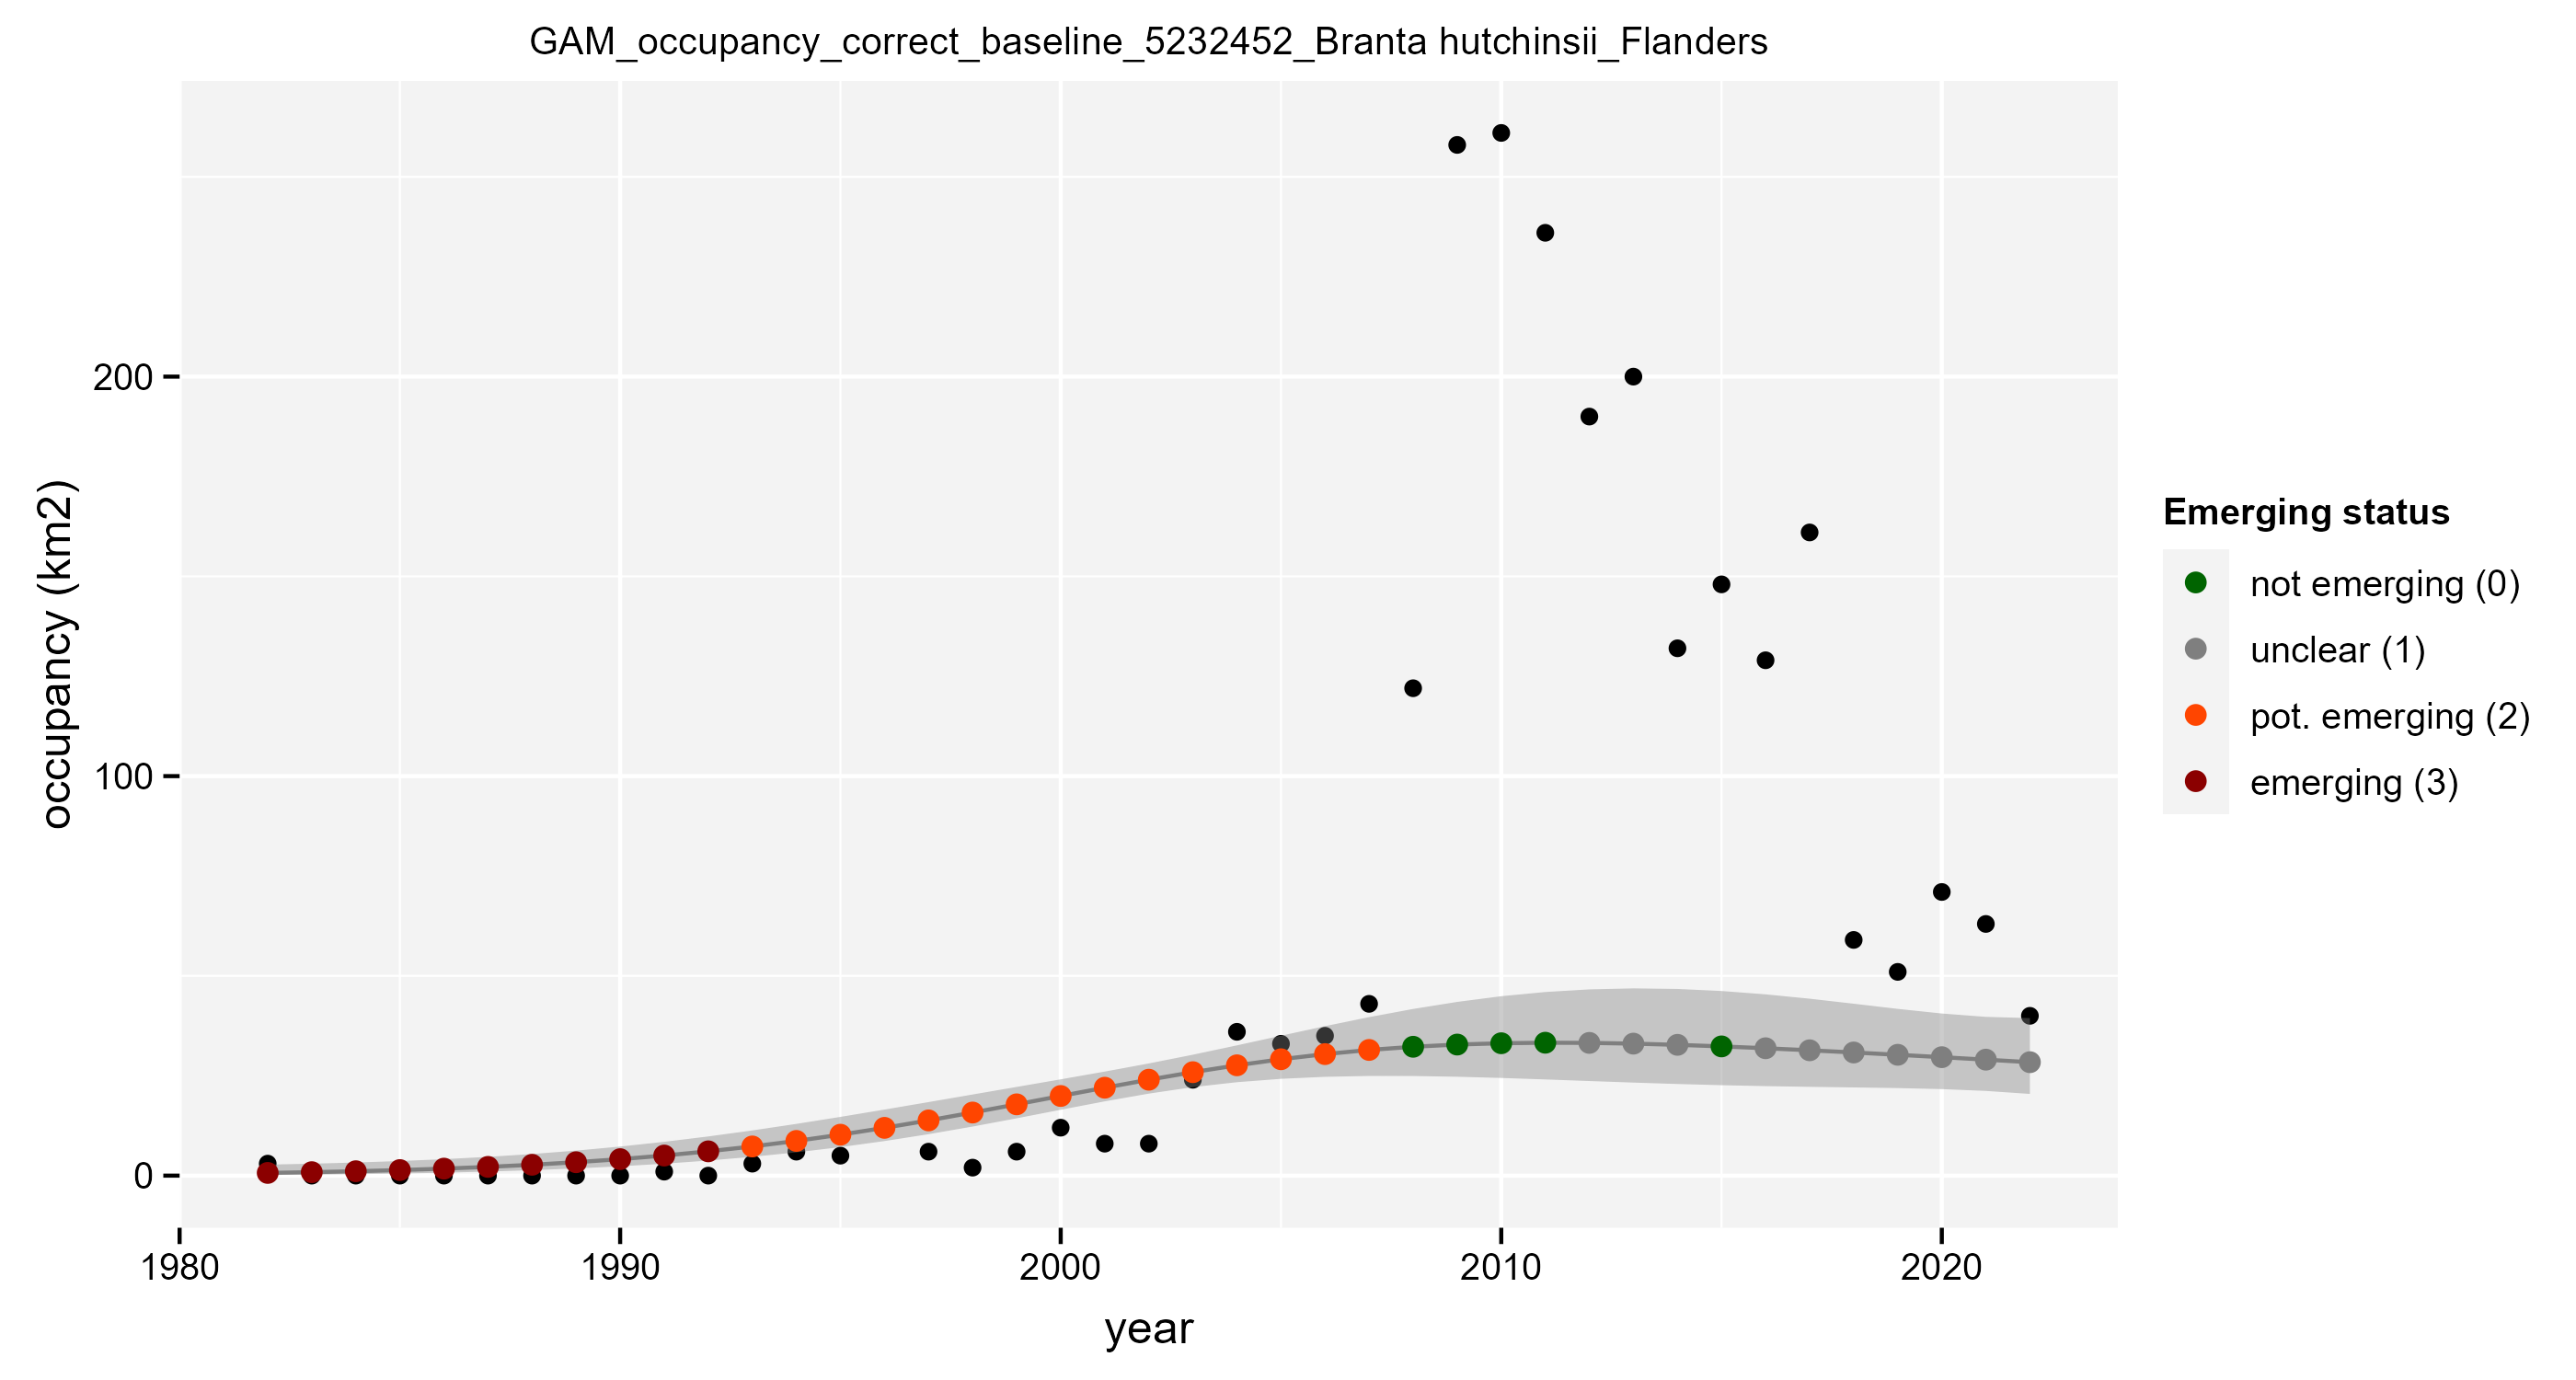 GAM_occupancy_correct_baseline_5232452_Branta hutchinsii_Flanders
occupancy (km2)
200
100
0
1980
1990
2000
2010
2020
year
Emerging status
not emerging (0)
unclear (1)
pot. emerging (2)
emerging (3)